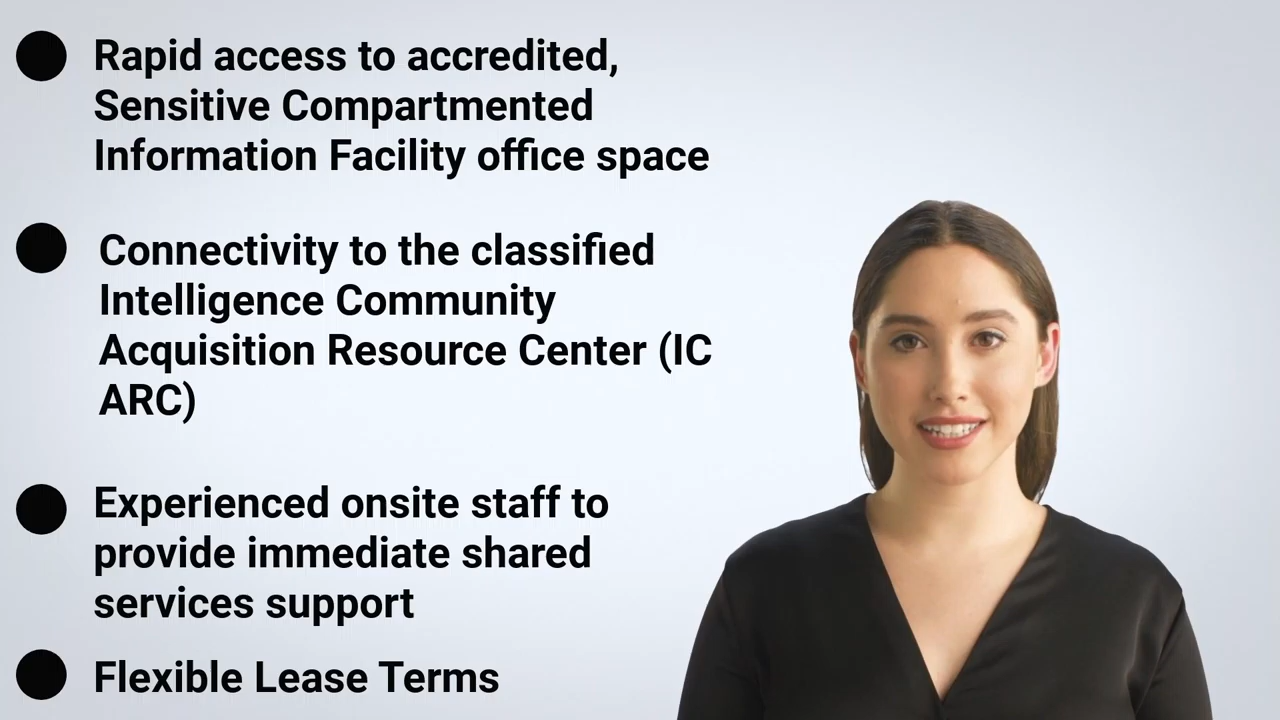 Rapid access to accredited,
Sensitive Compartmented
Information Facility office space
Connectivity to the classified
Intelligence Community
Acquisition Resource Center (IC
ARC)
Experienced onsite staff to
provide immediate shared
services support
Flexible Lease Terms